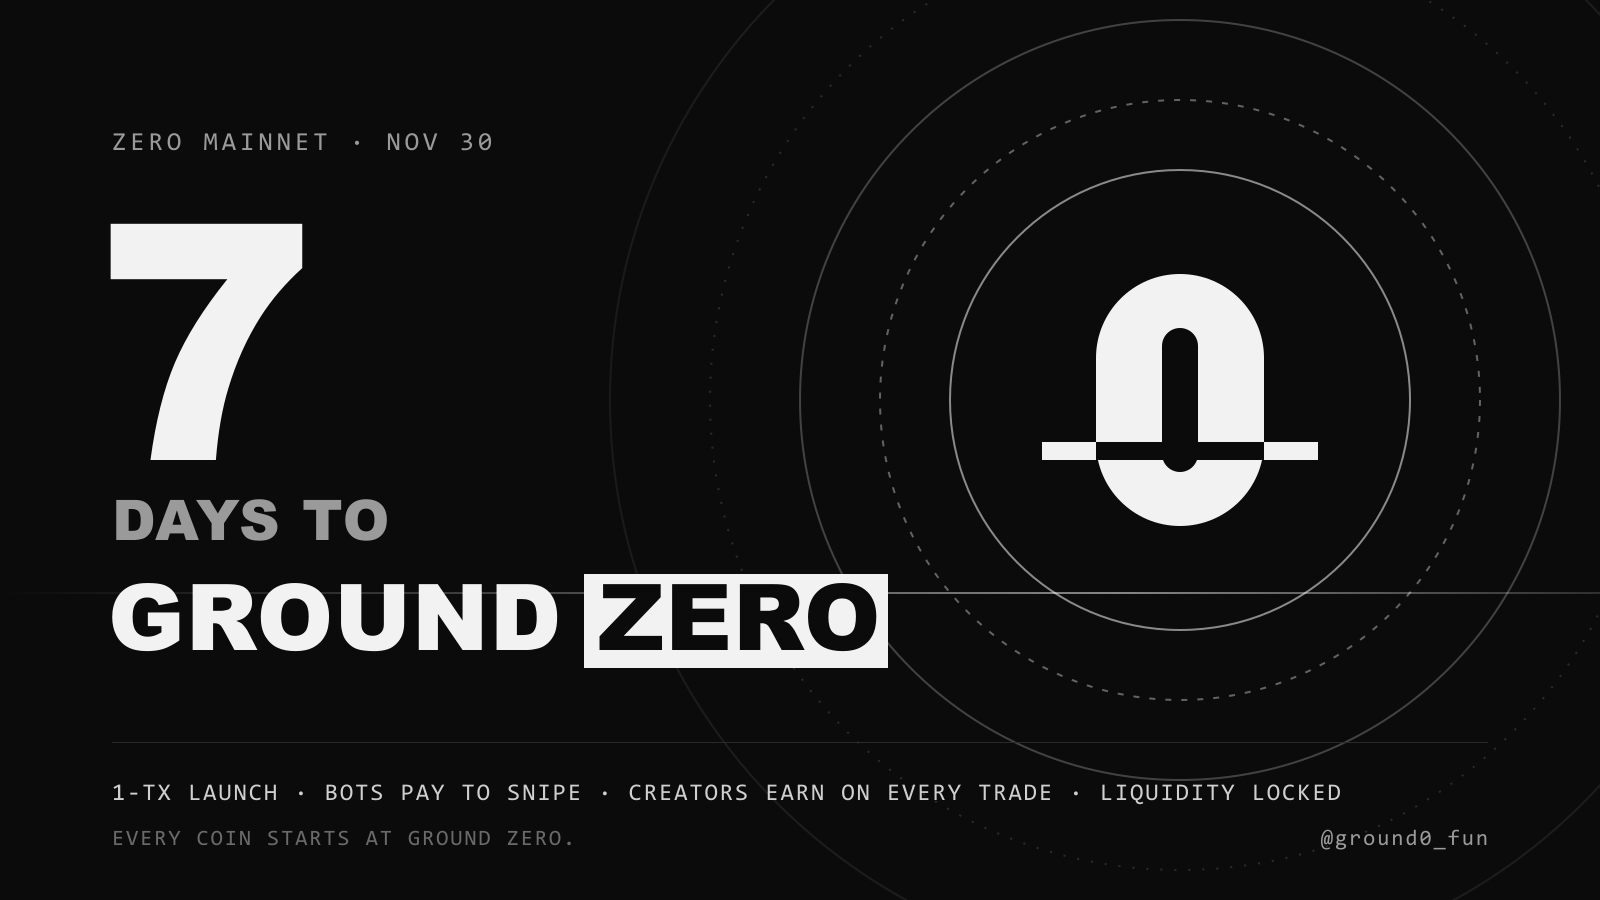 ZERO MAINNET · NOV 30
7
DAYS TO
GROUND ZERO
1-TX LAUNCH · BOTS PAY TO SNIPE · CREATORS EARN ON EVERY TRADE · LIQUIDITY LOCKED
EVERY COIN STARTS AT GROUND ZERO.
@ground0_fun